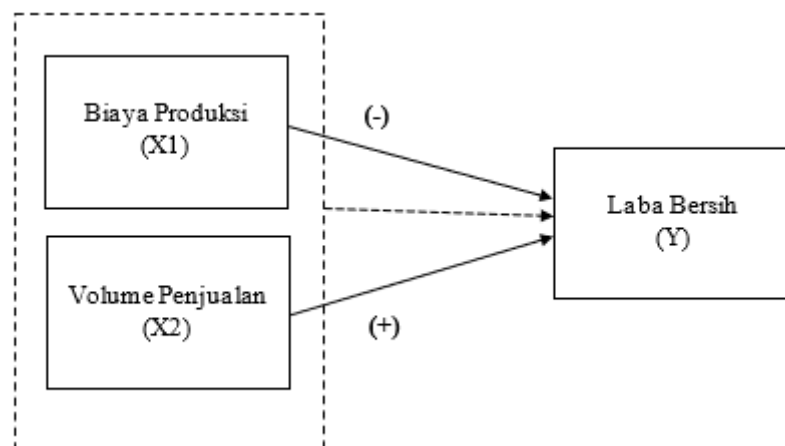 Biaya Produksi
(X1)
(-)
Laba Bersih
(Y)
Volume Penjualan
(X2)
(+)